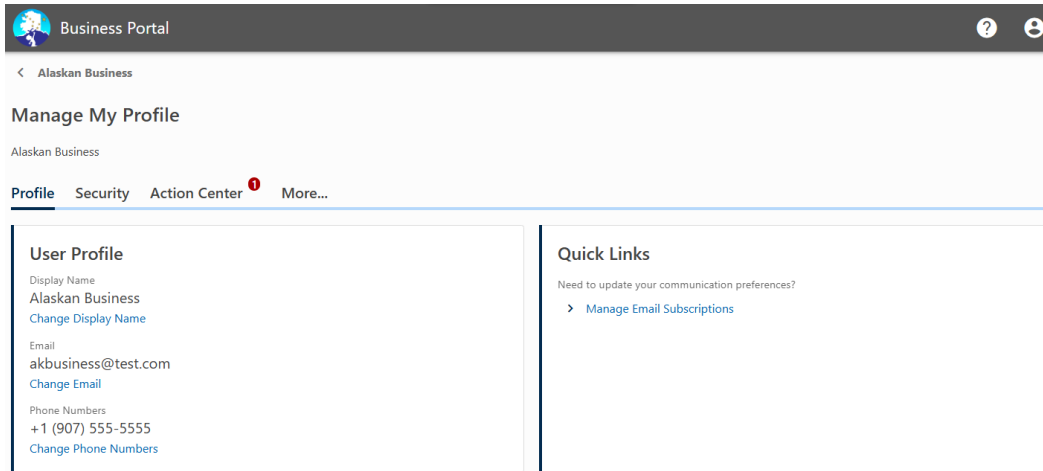 Business Portal
Alaskan Business
Manage My Profile
Alaskan Business
Profile Security Action Center 1 More...
User Profile
Display Name
Alaskan Business
Change Display Name
Email
akbusiness@test.com
Change Email
Phone Numbers
+1 (907) 555-5555
Change Phone Numbers
Quick Links
Need to update your communication preferences?
Manage Email Subscriptions